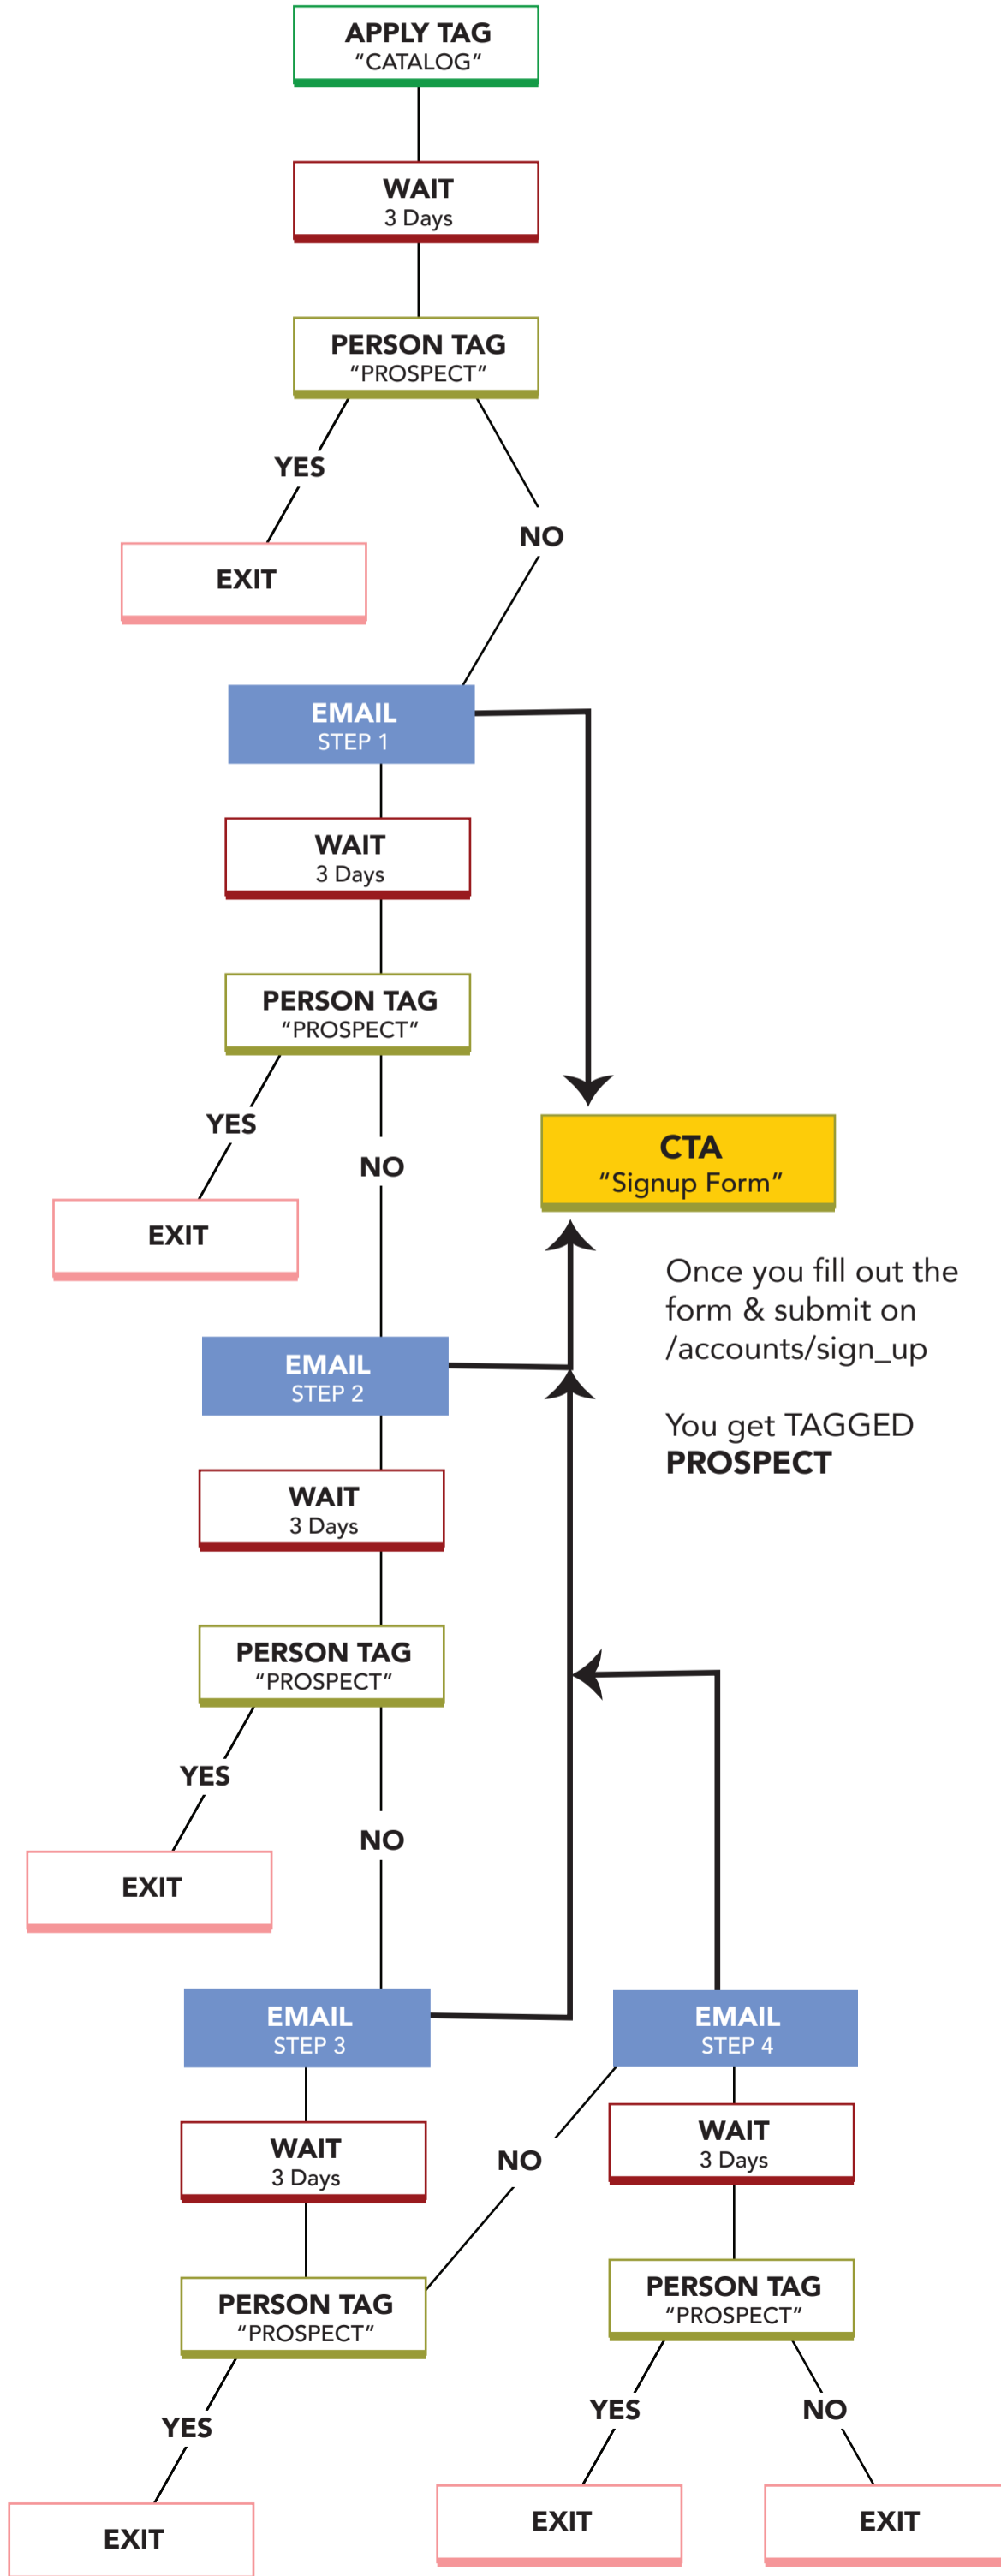 APPLY TAG
“CATALOG”
WAIT
3 Days
PERSON TAG
“PROSPECT”
YES
NO
EXIT
EMAIL
STEP 1
WAIT
3 Days
PERSON TAG
“PROSPECT”
YES
NO
EXIT
CTA
“Signup Form”
Once you fill out the
form & submit on
/accounts/sign_up
You get TAGGED
PROSPECT
EMAIL
STEP 2
WAIT
3 Days
PERSON TAG
“PROSPECT”
YES
NO
EXIT
EMAIL
STEP 3
WAIT
3 Days
PERSON TAG
“PROSPECT”
YES
EXIT
NO
EMAIL
STEP 4
WAIT
3 Days
PERSON TAG
“PROSPECT”
YES
NO
EXIT
EXIT